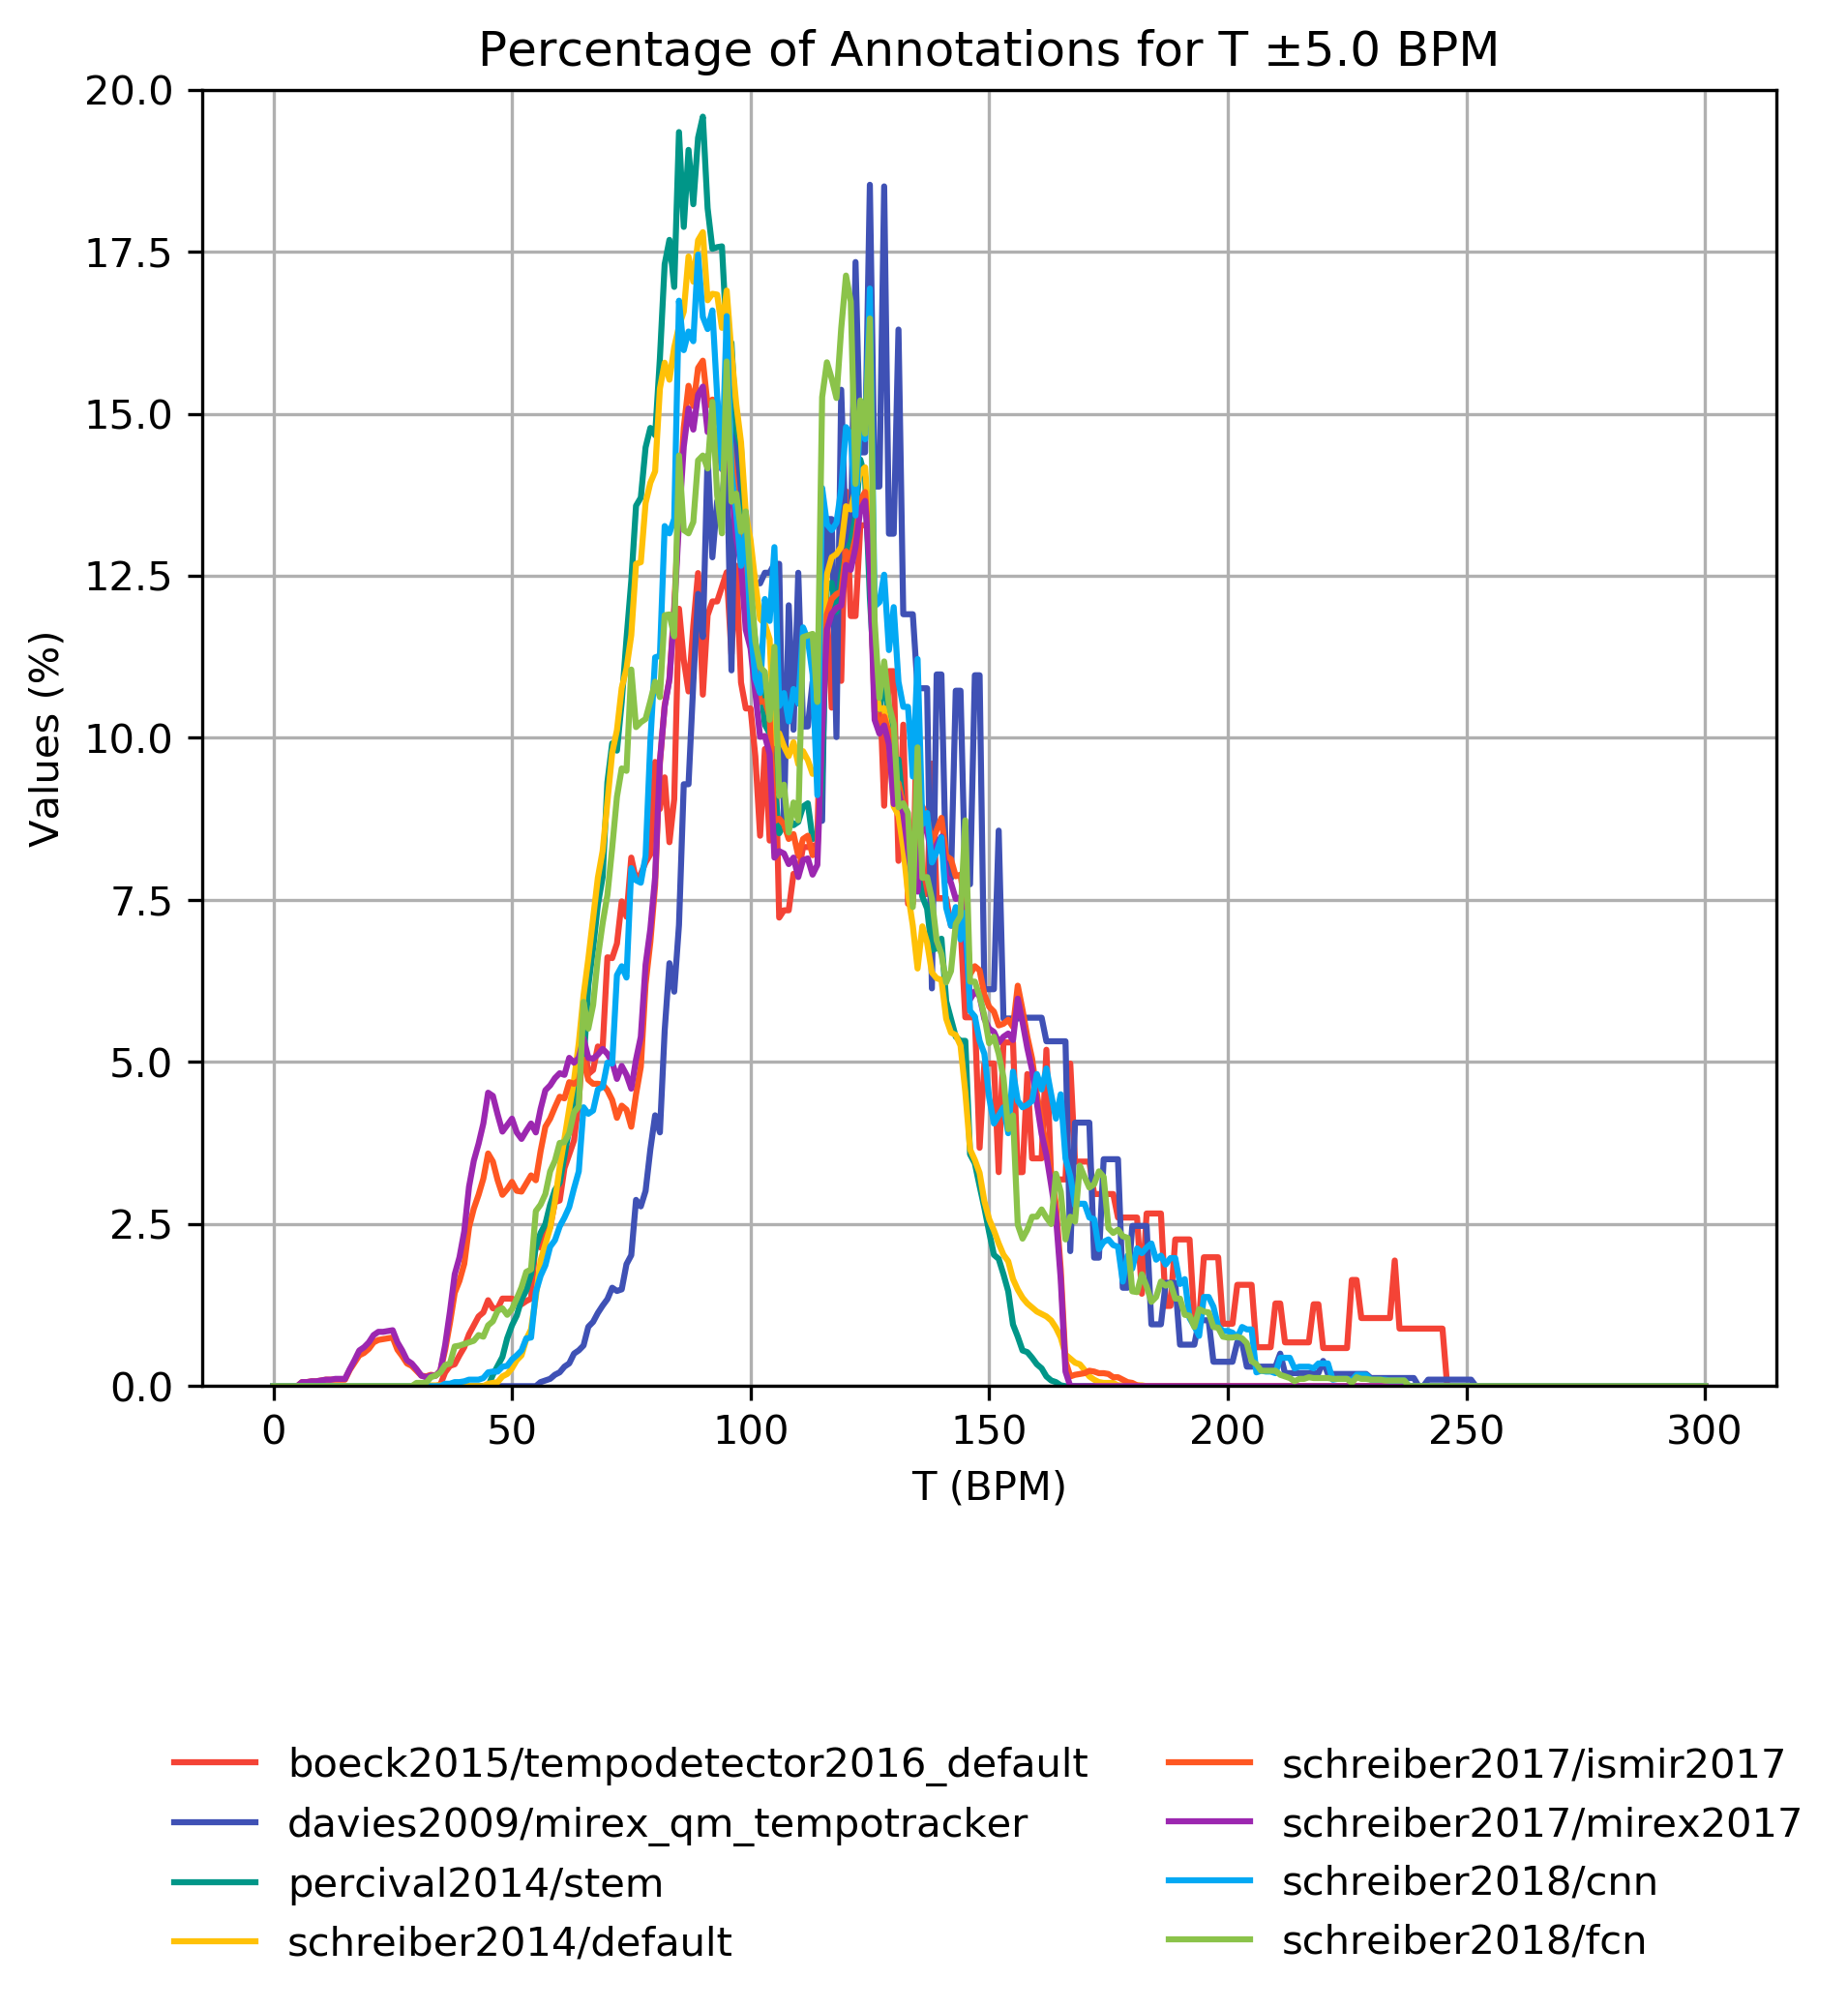 Percentage of Annotations for T ±5.0 BPM
20.0
17.5
15.0
12.5
10.0
7.5
5.0
2.5
0.0
Values (%)
0 50 100 150 200 250 300
T (BPM)
boeck2015/tempodetector2016_default
davies2009/mirex_qm_tempotracker
percival2014/stem
schreiber2014/default
schreiber2017/ismir2017
schreiber2017/mirex2017
schreiber2018/cnn
schreiber2018/fcn